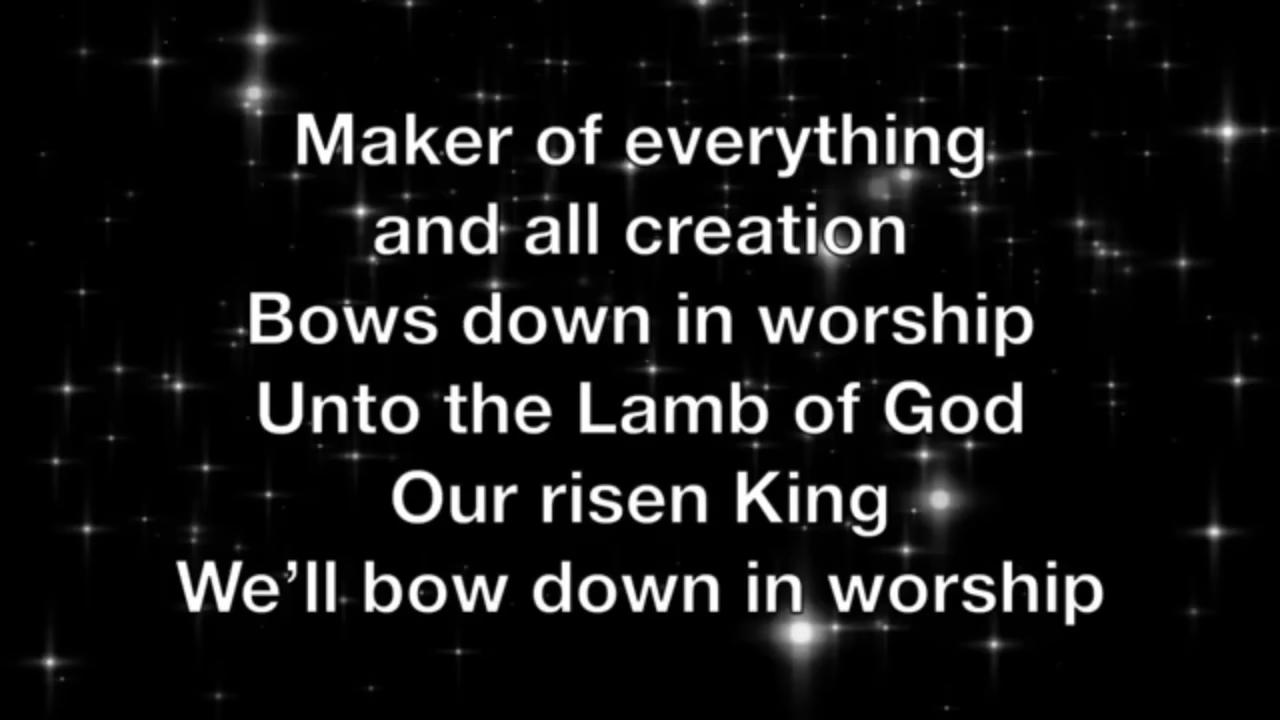 Maker of everything
and all creation
Bows down in worship
Unto the Lamb of God
Our risen King
We’ll bow down in worship